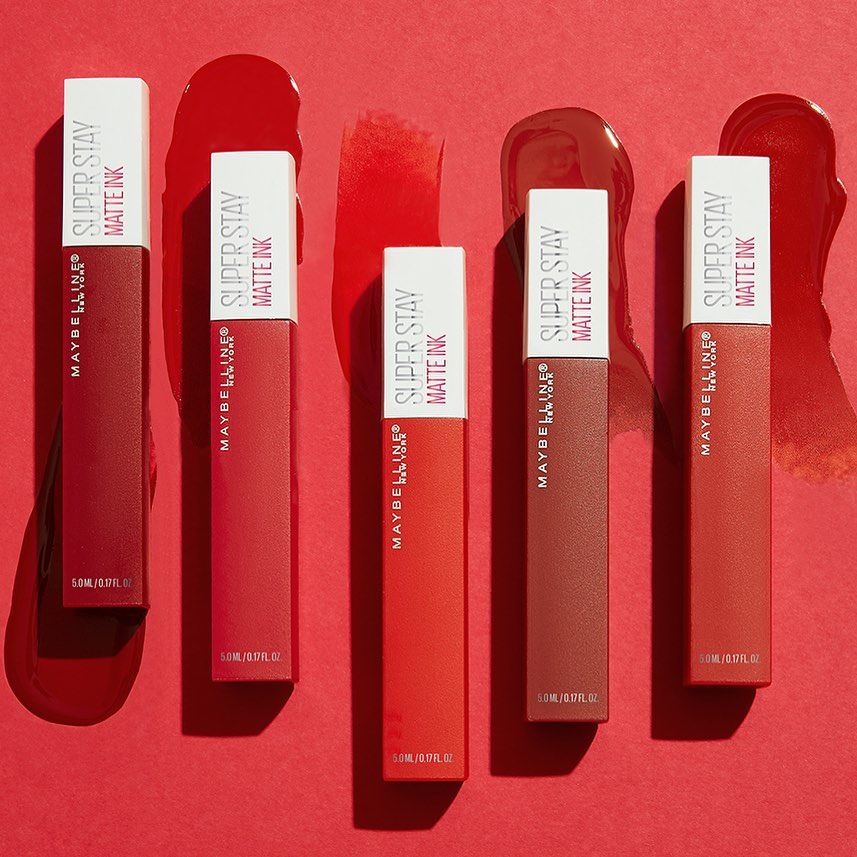 SUPER STAY
MATTE INK
MAYBELLINE®
NEW YORK
5.0 ML / 0.17 FL. OZ.
SUPER STAY
MATTE INK
MAYBELLINE®
NEW YORK
5.0 ML / 0.17 FL. OZ.
SUPER STAY
MATTE INK
MAYBELLINE®
NEW YORK
5.0 ML / 0.17 FL. OZ.
SUPER STAY
MATTE INK
MAYBELLINE®
NEW YORK
5.0 ML / 0.17 FL. OZ.
SUPER STAY
MATTE INK
MAYBELLINE®
NEW YORK
5.0 ML / 0.17 FL. OZ.